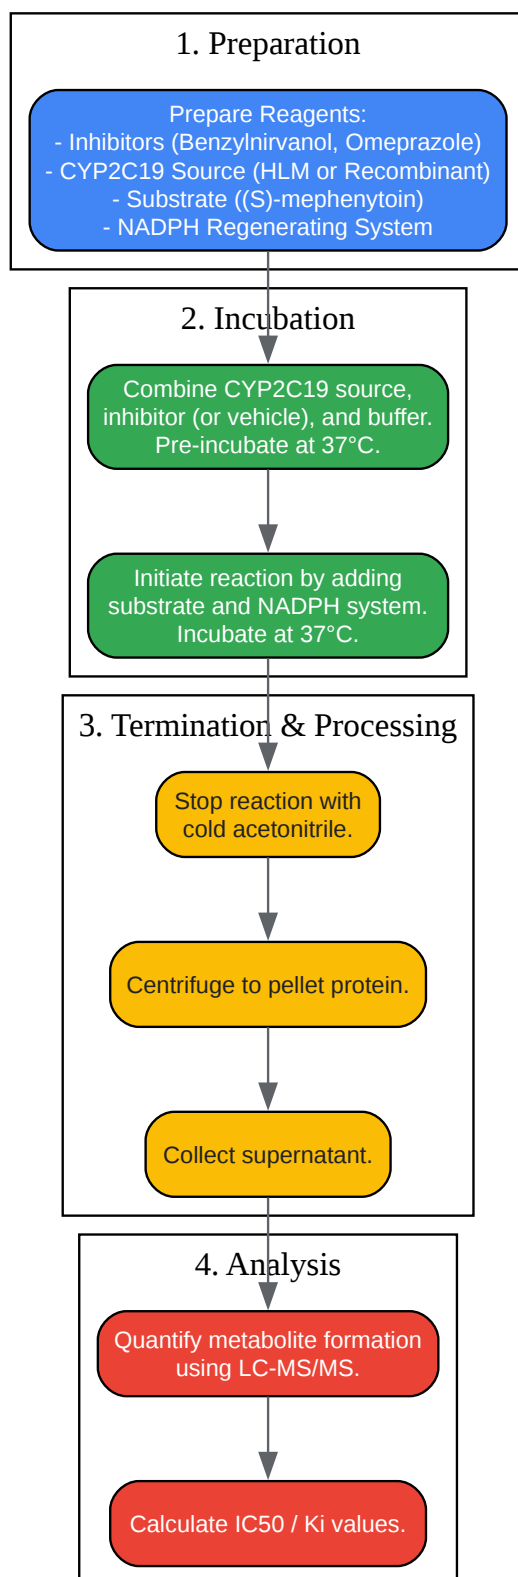 1. Preparation
Prepare Reagents:
- Inhibitors (Benzylnirvanol, Omeprazole)
- CYP2C19 Source (HLM or Recombinant)
- Substrate ((S)-mephenytoin)
- NADPH Regenerating System
2. Incubation
Combine CYP2C19 source,
inhibitor (or vehicle), and buffer.
Pre-incubate at 37°C.
Initiate reaction by adding
substrate and NADPH system.
Incubate at 37°C.
3. Termination & Processing
Stop reaction with
cold acetonitrile.
Centrifuge to pellet protein.
Collect supernatant.
4. Analysis
Quantify metabolite formation
using LC-MS/MS.
Calculate IC50 / Ki values.